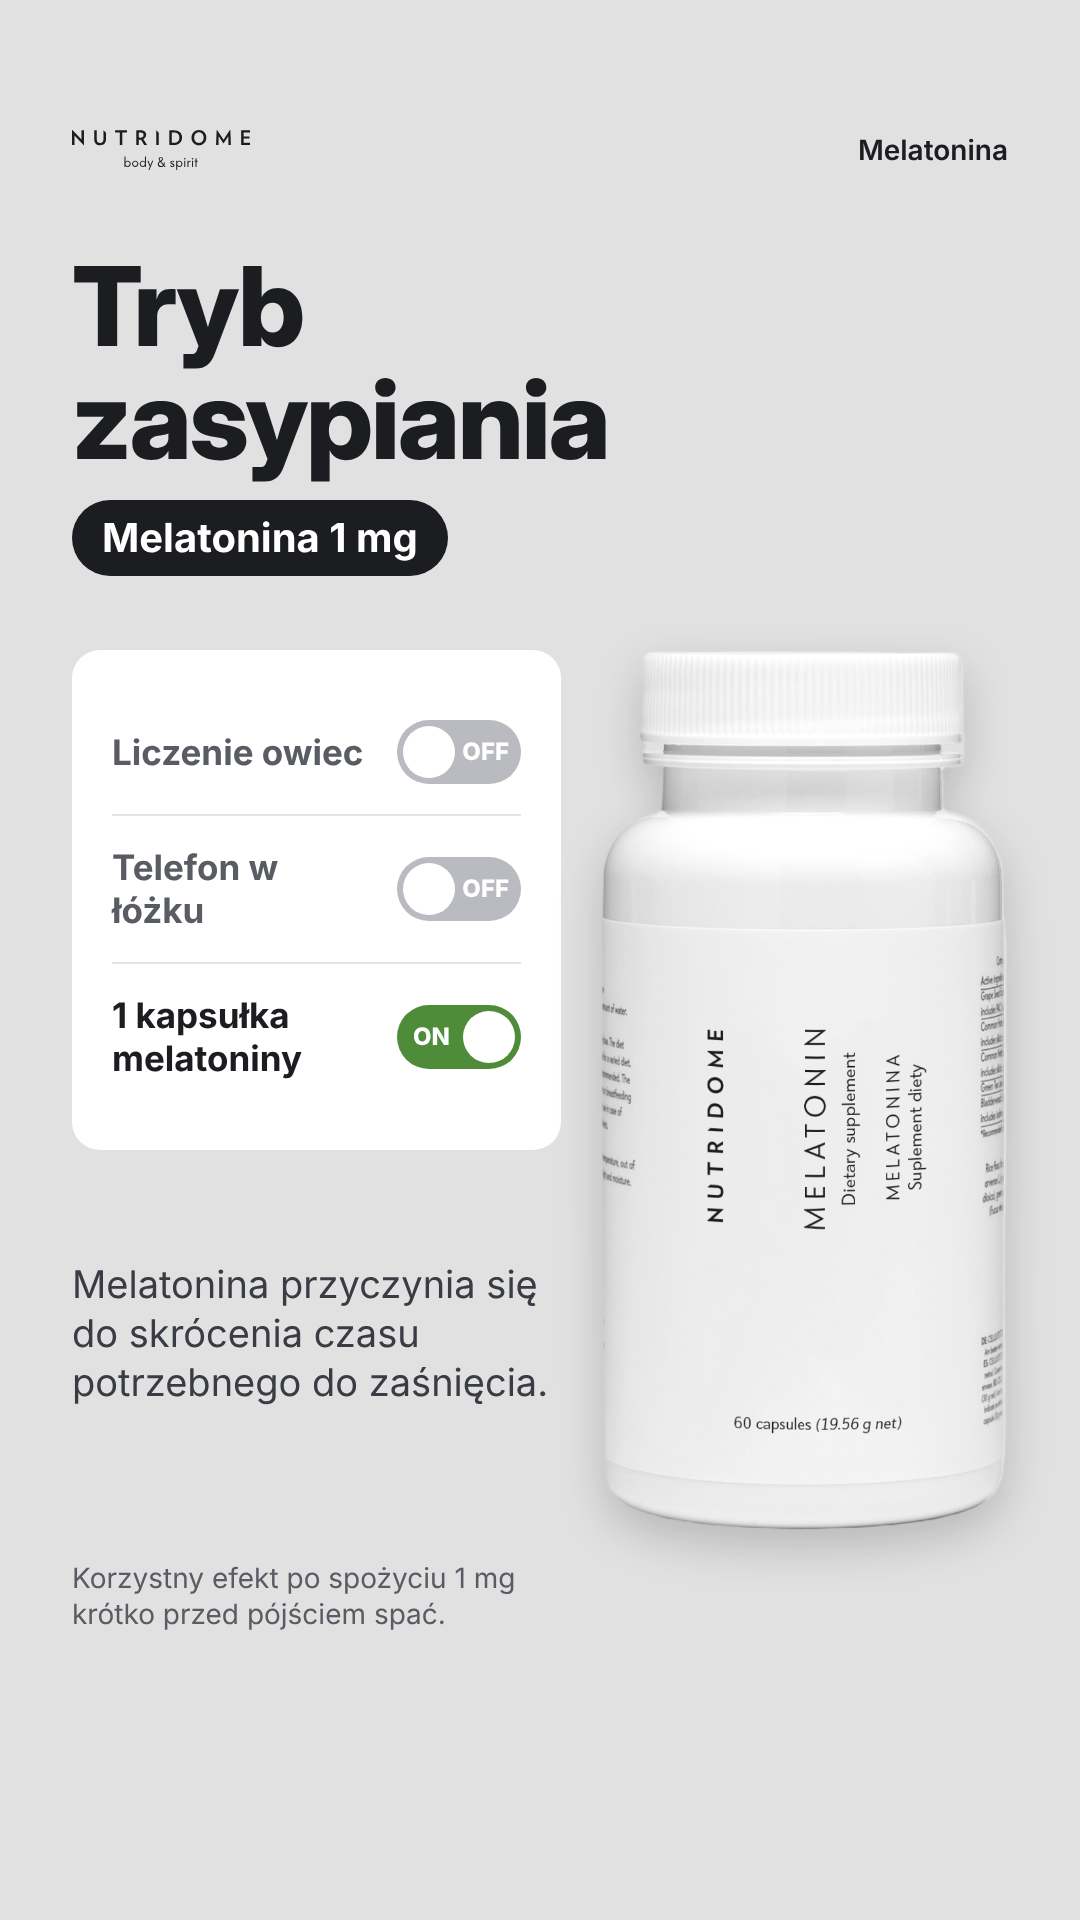 NUTRIDOME
body & spirit
Melatonina
Tryb
zasypiania
Melatonina 1 mg
Liczenie owiec
OFF
Telefon w
łóżku
OFF
1 kapsułka
melatoniny
ON
NUTRIDOME
MELATONIN
Dietary supplement
MELATONINA
Suplement diety
60 capsules (19.56 g net)
Melatonina przyczynia się
do skrócenia czasu
potrzebnego do zaśnięcia.
Korzystny efekt po spożyciu 1 mg
krótko przed pójściem spać.